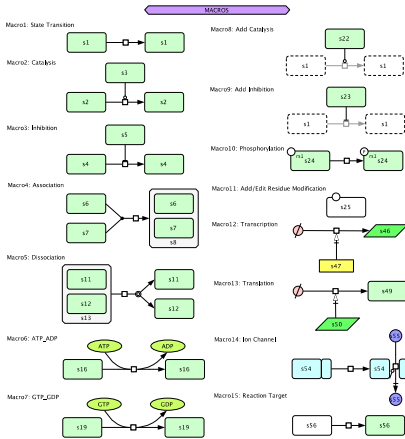 MACROS
Macro1: State Transition
s1
s1
Macro2: Catalysis
s3
s2
s2
Macro3: Inhibition
s5
s4
s4
Macro4: Association
s6
s7
s6
s7
s8
Macro5: Dissociation
s11
s12
s13
s11
s12
Macro6: ATP_ADP
ATP
ADP
s16
s16
Macro7: GTP_GDP
GTP
GDP
s19
s19
Macro8: Add Catalysis
s22
s1
s1
Macro9: Add Inhibition
s23
s1
s1
Macro10: Phosphorylation
rs1
s24
P
rs1
s24
Macro11: Add/Edit Residue Modification
s25
Macro12: Transcription
s46
s47
Macro13: Translation
s49
s50
Macro14: Ion Channel
s55
s54
s54
s55
Macro15: Reaction Target
s56
s56